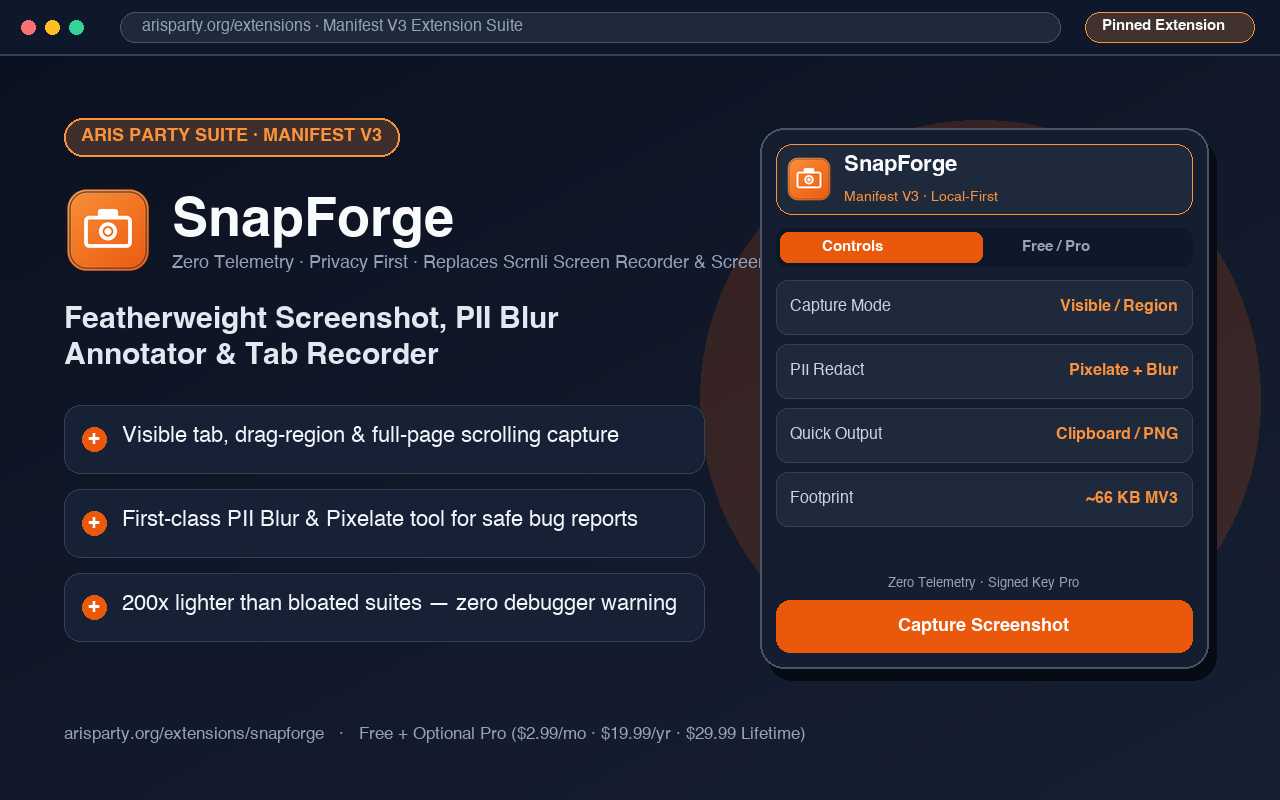 arisparty.org/extensions · Manifest V3 Extension Suite
Pinned Extension
ARIS PARTY SUITE · MANIFEST V3
SnapForge
Zero Telemetry · Privacy First · Replaces Scrnli Screen Recorder &
Featherweight Screenshot, PII Blur
Annotator & Tab Recorder
+ Visible tab, drag-region & full-page scrolling capture
+ First-class PII Blur & Pixelate tool for safe bug reports
+ 200x lighter than bloated suites — zero debugger warning
arisparty.org/extensions/snapforge · Free + Optional Pro ($2.99/mo · $19.99/yr · $29.99 Lifetime)
SnapForge
Manifest V3 · Local-First
Controls
Free / Pro
Capture Mode Visible / Region
PII Redact Pixelate + Blur
Quick Output Clipboard / PNG
Footprint ~66 KB MV3
Zero Telemetry · Signed Key Pro
Capture Screenshot